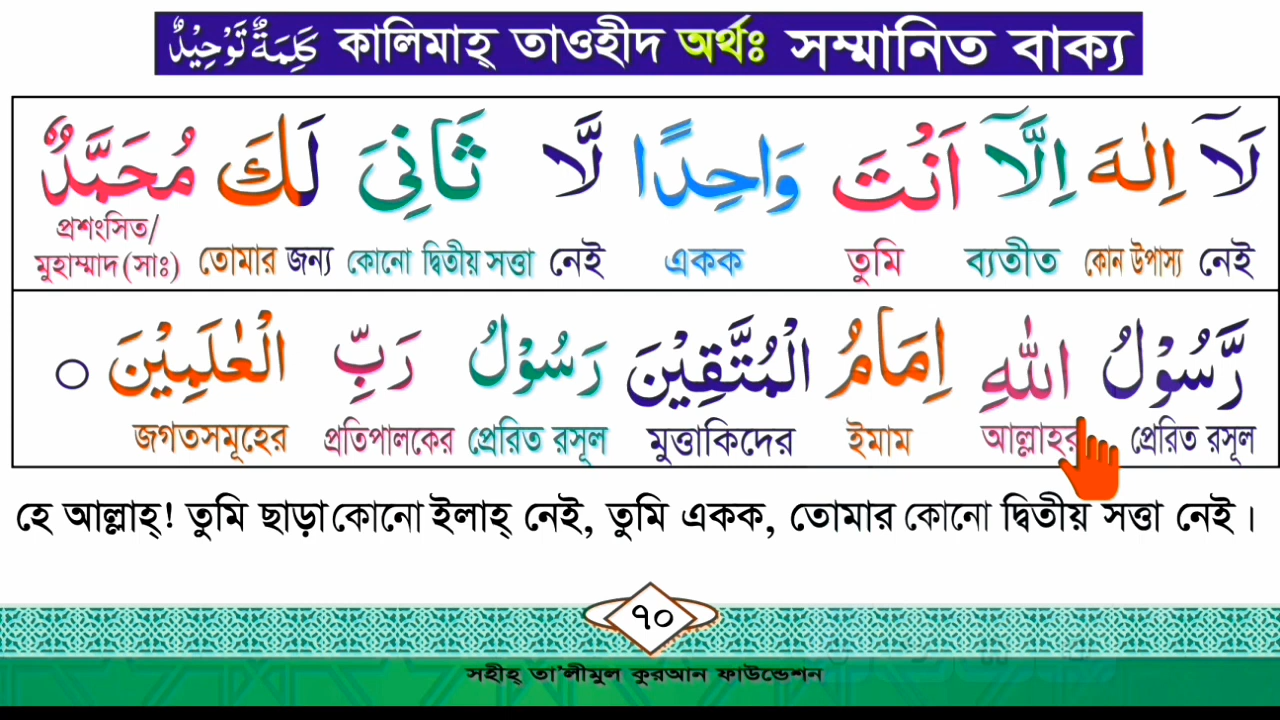 كَلِمَةٌ تَوْحِيْدٌ কালিমাহ্ তাওহীদ অর্থঃ সম্মানিত বাক্য
لَآ اِلٰهَ اِلَّآ اَنْتَ وَاحِدًا لَّا ثَانِىَ لَكَ مُحَمَّدٌ
নেই কোন উপাস্য ব্যতীত তুমি একক নেই কোনো দ্বিতীয় সত্তা জন্য তোমার প্রশংসিত/মুহাম্মাদ (সাঃ)
رَّسُوْلُ اللّٰهِ اِمَامُ الْمُتَّقِيْنَ رَسُوْلُ رَبِّ الْعٰلَمِيْنَ ○
প্রেরিত রসূল আল্লাহর ইমাম মুত্তাকিদের প্রেরিত রসূল প্রতিপালকের জগতসমূহের
হে আল্লাহ্! তুমি ছাড়া কোনো ইলাহ্ নেই, তুমি একক, তোমার কোনো দ্বিতীয় সত্তা নেই।
৭০
সহীহ্ তা'লীমুল কুরআন ফাউন্ডেশন